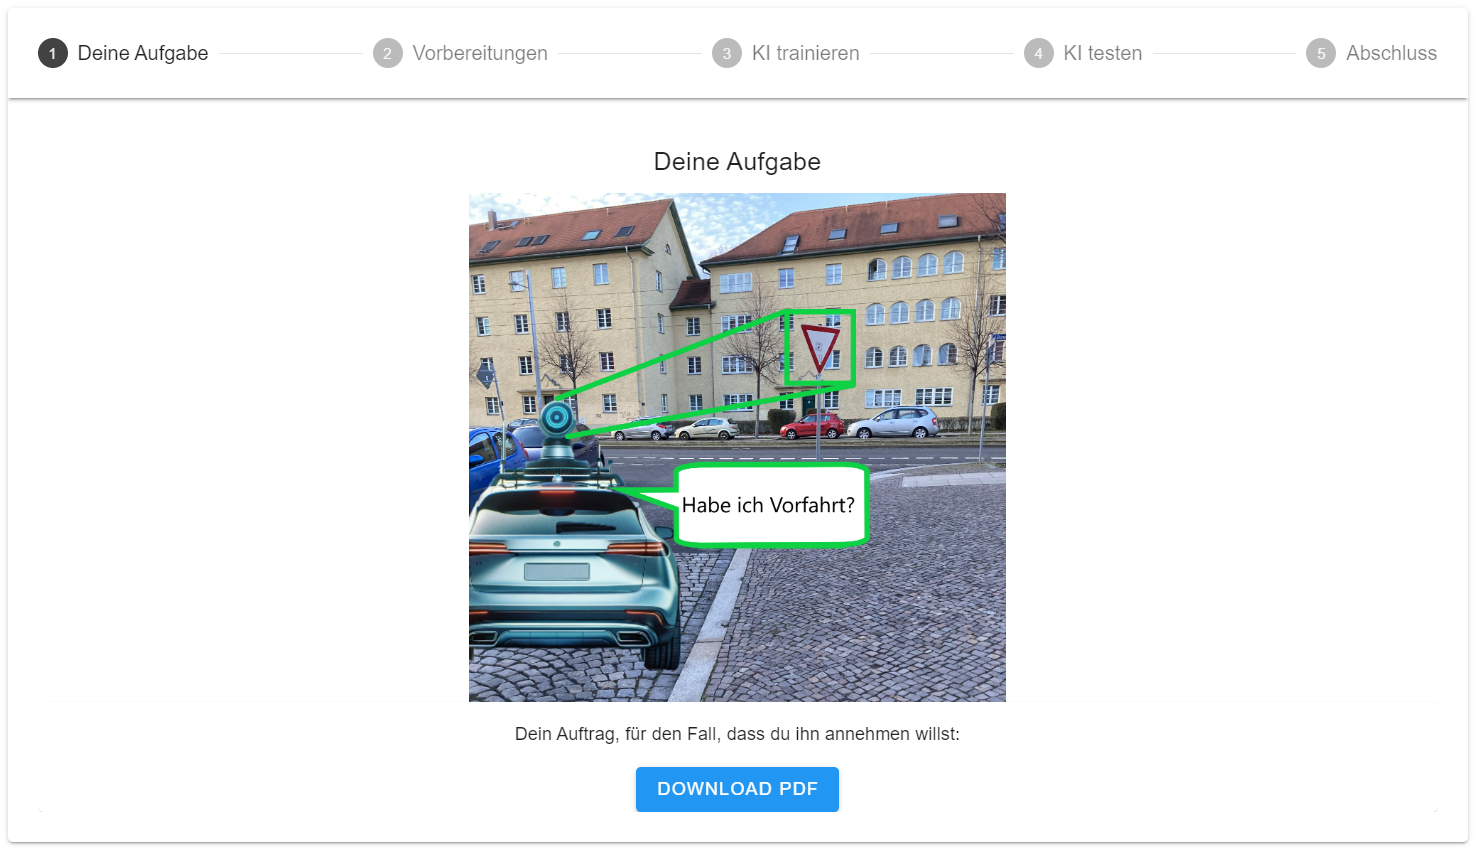 1 Deine Aufgabe
2 Vorbereitungen
3 KI trainieren
4 KI testen
5 Abschluss
Deine Aufgabe
Habe ich Vorfahrt?
Dein Auftrag, für den Fall, dass du ihn annehmen willst:
DOWNLOAD PDF